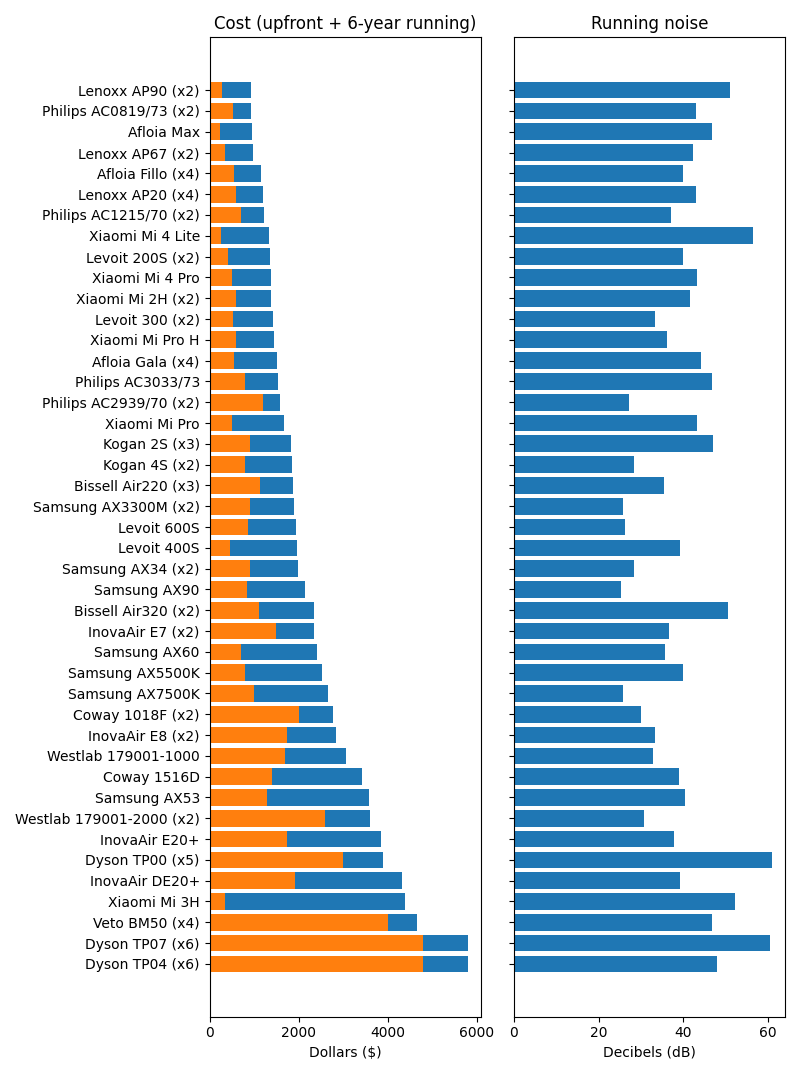 Cost (upfront + 6-year running)
Running noise
Lenoxx AP90 (x2)
Philips AC0819/73 (x2)
Afloia Max
Lenoxx AP67 (x2)
Afloia Fillo (x4)
Lenoxx AP20 (x4)
Philips AC1215/70 (x2)
Xiaomi Mi 4 Lite
Levoit 200S (x2)
Xiaomi Mi 4 Pro
Xiaomi Mi 2H (x2)
Levoit 300 (x2)
Xiaomi Mi Pro H
Afloia Gala (x4)
Philips AC3033/73
Philips AC2939/70 (x2)
Xiaomi Mi Pro
Kogan 2S (x3)
Kogan 4S (x2)
Bissell Air220 (x3)
Samsung AX3300M (x2)
Levoit 600S
Levoit 400S
Samsung AX34 (x2)
Samsung AX90
Bissell Air320 (x2)
InovaAir E7 (x2)
Samsung AX60
Samsung AX5500K
Samsung AX7500K
Coway 1018F (x2)
InovaAir E8 (x2)
Westlab 179001-1000
Coway 1516D
Samsung AX53
Westlab 179001-2000 (x2)
InovaAir E20+
Dyson TP00 (x5)
InovaAir DE20+
Xiaomi Mi 3H
Veto BM50 (x4)
Dyson TP07 (x6)
Dyson TP04 (x6)
0 2000 4000 6000
0 20 40 60
Dollars ($)
Decibels (dB)